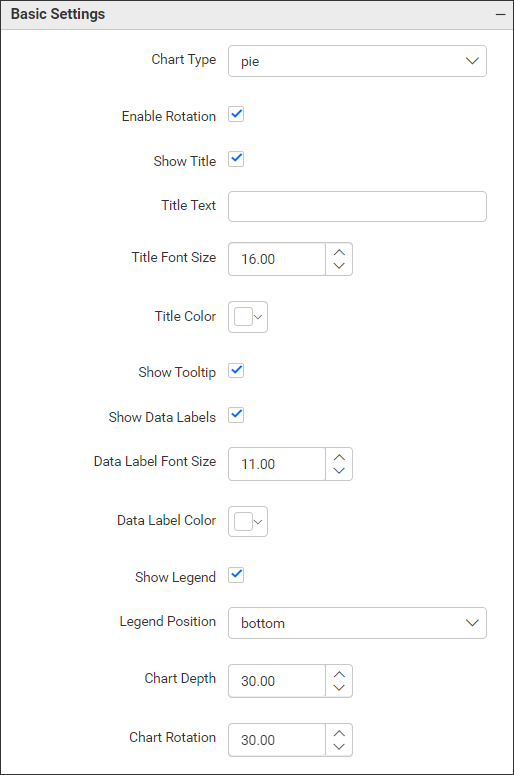 Basic Settings
Chart Type
pie
Enable Rotation
Show Title
Title Text
Title Font Size
16.00
Title Color
Show Tooltip
Show Data Labels
Data Label Font Size
11.00
Data Label Color
Show Legend
Legend Position
bottom
Chart Depth
30.00
Chart Rotation
30.00